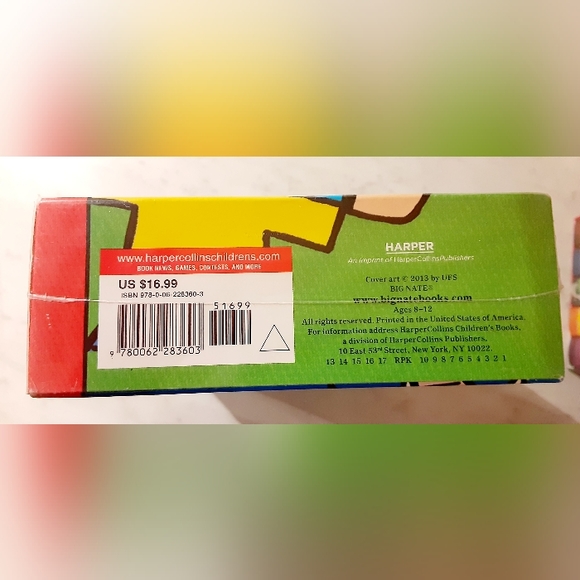 www.harpercollinschildrens.com
BOOK NEWS, GAMES, CONTESTS, AND MORE
US $16.99
ISBN 978-0-06-228360-3
51699
9 780062 283603
HARPER
An Imprint of HarperCollinsPublishers
Cover art © 2013 by UFS
BIG NATE®
www.bignatebooks.com
Ages 8–12
All rights reserved. Printed in the United States of America.
For information address HarperCollins Children's Books,
a division of HarperCollins Publishers,
10 East 53rd Street, New York, NY 10022.
13 14 15 16 17 RPK 10 9 8 7 6 5 4 3 2 1